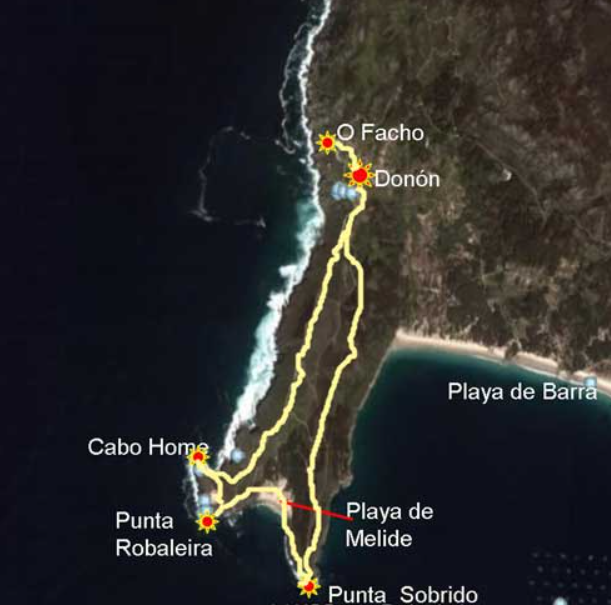 O Facho
Donón
Playa de Barra
Cabo Home
Punta
Robaleira
Playa de
Melide
Punta Sobrido